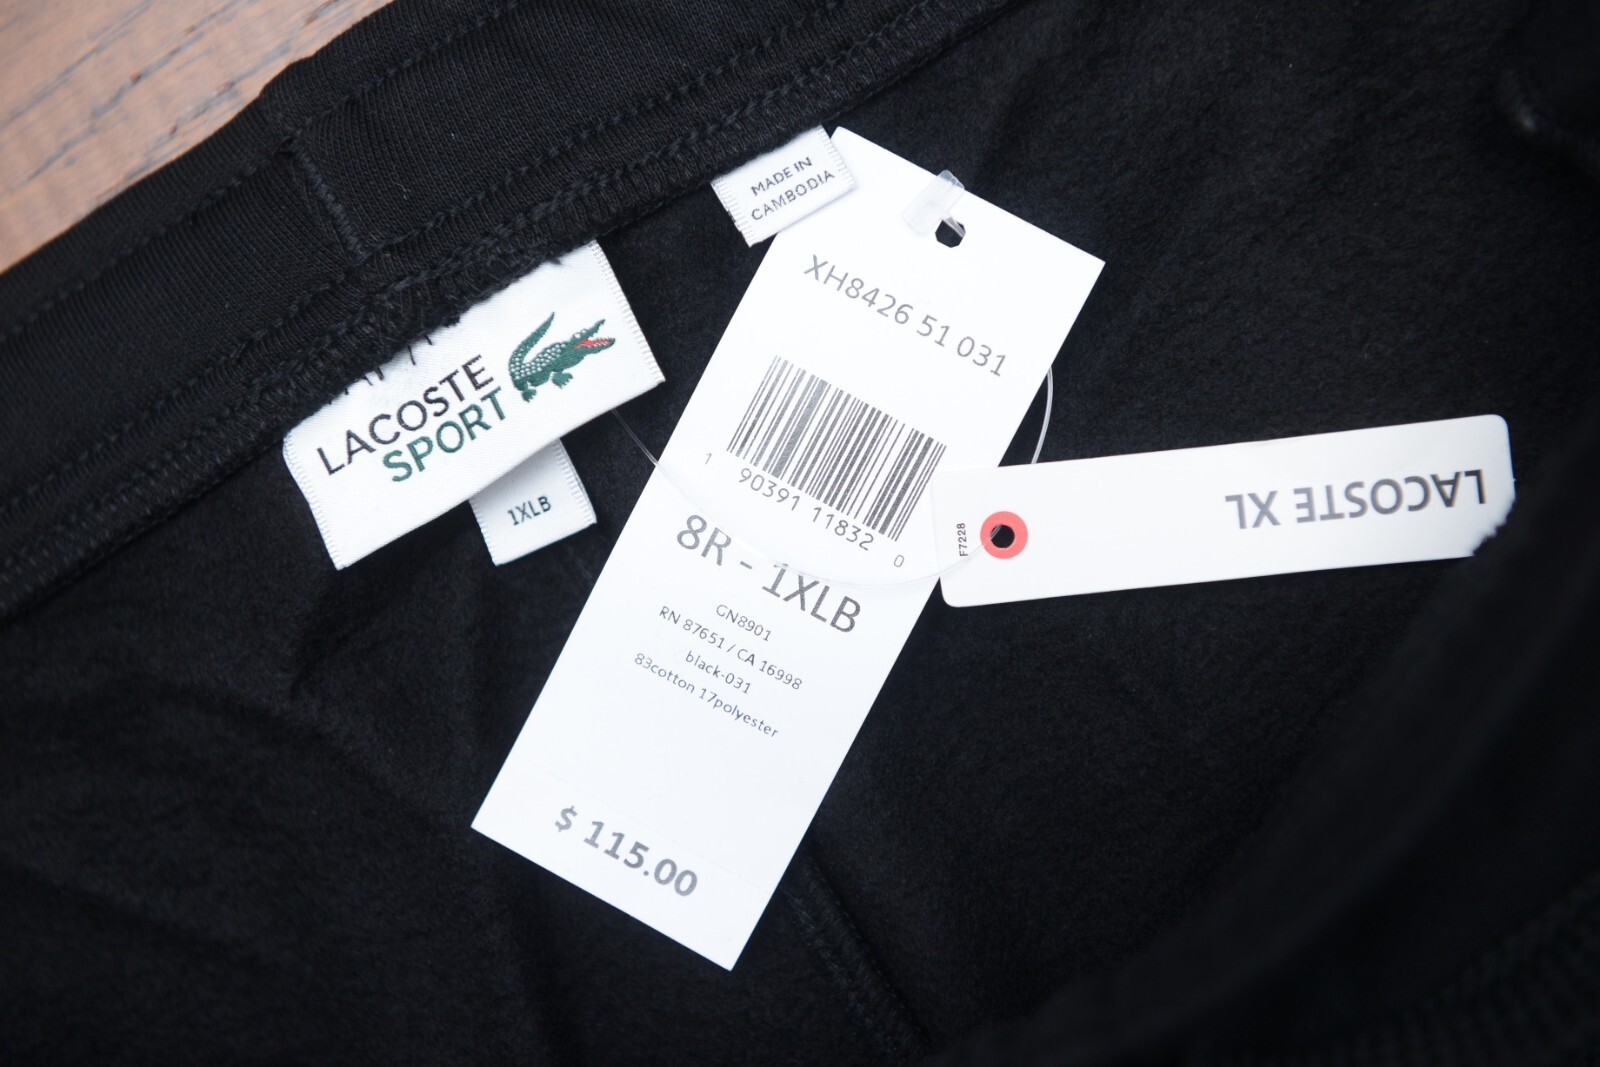 MADE IN
CAMBODIA
LACOSTE
SPORT
1XLB
XH8426 51 031
1 90391 11832 0
8R - 1XLB
GN8901
RN 87651 / CA 16998
black-031
83cotton 17polyester
$ 115.00
F7228
LACOSTE XL